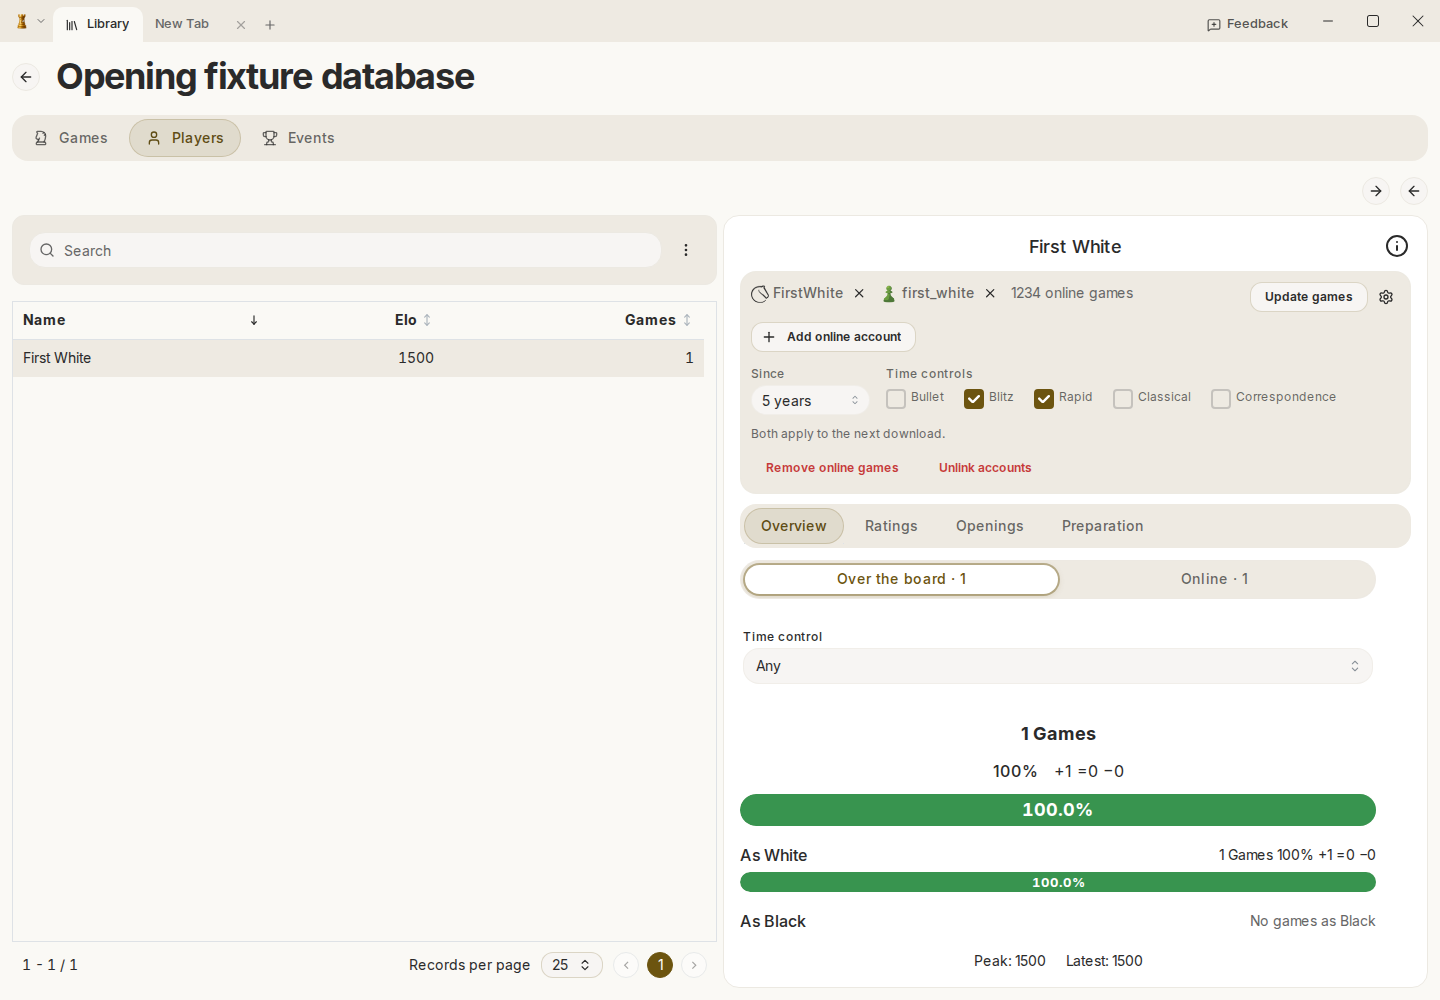 Library
New Tab
Feedback
Opening fixture database
Games
Players
Events
Search
Name
Elo
Games
First White
1500
1
1 - 1 / 1
Records per page
25
1
First White
FirstWhite
first_white
1234 online games
Update games
Add online account
Since
Time controls
5 years
Bullet
Blitz
Rapid
Classical
Correspondence
Both apply to the next download.
Remove online games
Unlink accounts
Overview
Ratings
Openings
Preparation
Over the board · 1
Online · 1
Time control
Any
1 Games
100% +1 =0 −0
100.0%
As White
1 Games 100% +1 =0 −0
100.0%
As Black
No games as Black
Peak: 1500
Latest: 1500